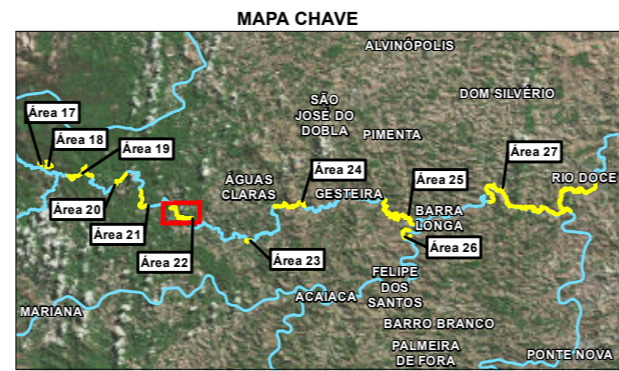 MAPA CHAVE
ALVINÓPOLIS
DOM SILVÉRIO
SÃO
JOSÉ DO
DOBLA
PIMENTA
Área 17
Área 18
Área 19
Área 24
Área 27
ÁGUAS
CLARAS
GESTEIRA
Área 25
RIO DOCE
Área 20
Área 21
BARRA
LONGA
Área 22
Área 23
Área 26
FELIPE
DOS
SANTOS
ACAIACA
MARIANA
BARRO BRANCO
PALMEIRA
DE FORA
PONTE NOVA